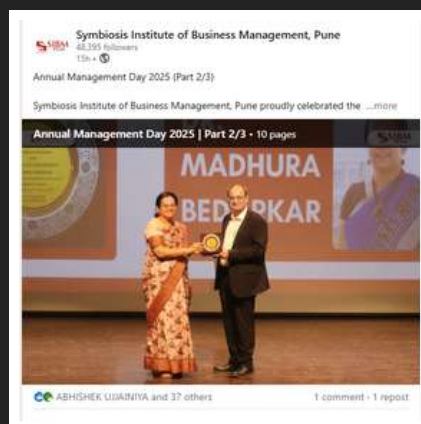 Symbiosis Institute of Business Management, Pune
48,395 followers
15h •
Annual Management Day 2025 (Part 2/3)
Symbiosis Institute of Business Management, Pune proudly celebrated the ...more
Annual Management Day 2025 | Part 2/3 • 10 pages
MADHURA
BEDARKAR
ABHISHEK UJJAINIYA and 37 others
1 comment · 1 repost